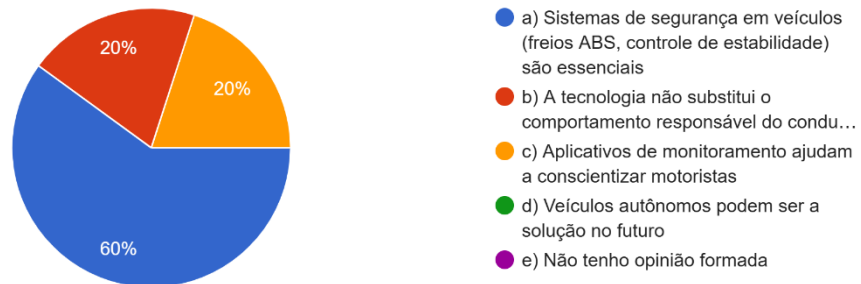 20%
20%
60%
a) Sistemas de segurança em veículos
(freios ABS, controle de estabilidade)
são essenciais
b) A tecnologia não substitui o
comportamento responsável do condu…
c) Aplicativos de monitoramento ajudam
a conscientizar motoristas
d) Veículos autônomos podem ser a
solução no futuro
e) Não tenho opinião formada